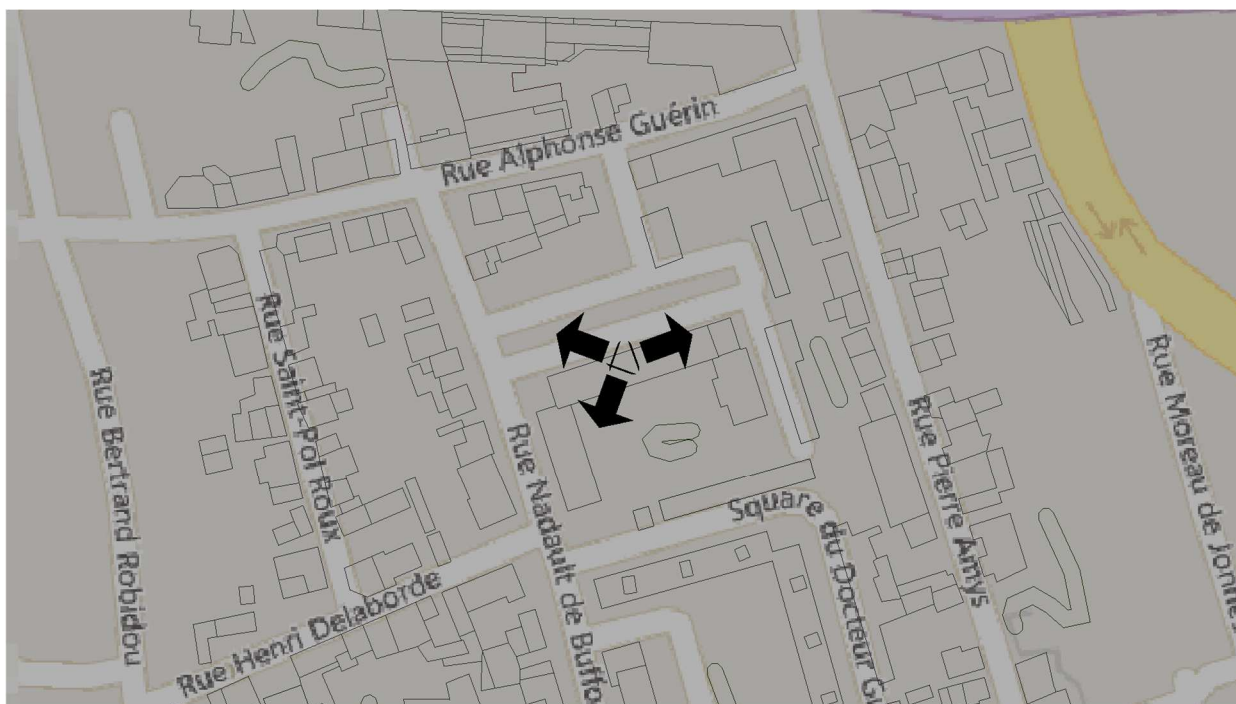 Rue Alphonse Guérin
Rue Saint-Pol Roux
Rue Bertrand Robidou
Rue Nadault de Buffo
Rue Pierre Amys
Rue Moreau de Jonnes
Square du Docteur G
Rue Henri Delaborde